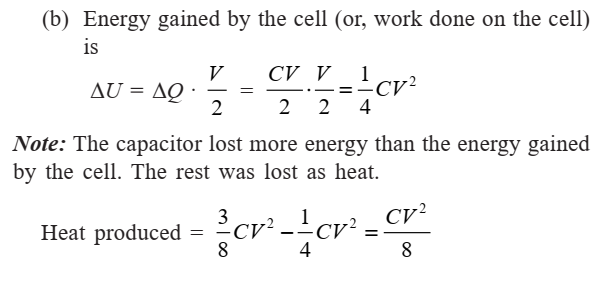 (b) Energy gained by the cell (or, work done on the cell)
is
ΔU = ΔQ · V/2 = CV/2 · V/2 = 1/4 CV²
Note: The capacitor lost more energy than the energy gained
by the cell. The rest was lost as heat.
Heat produced = 3/8 CV² – 1/4 CV² = CV²/8